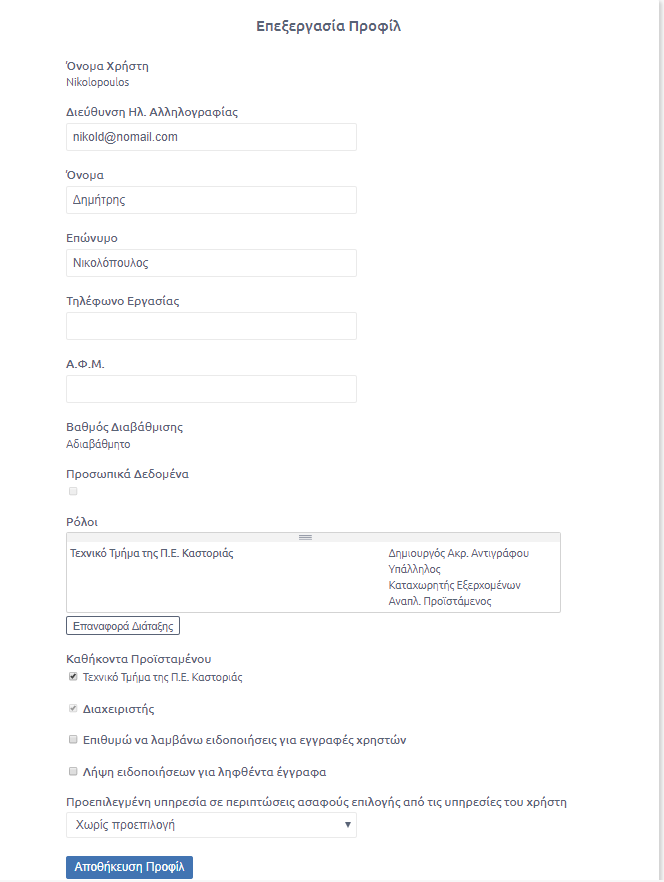 Επεξεργασία Προφίλ
Όνομα Χρήστη
Nikolopoulos
Διεύθυνση Ηλ. Αλληλογραφίας
nikold@nomail.com
Όνομα
Δημήτρης
Επώνυμο
Νικολόπουλος
Τηλέφωνο Εργασίας
Α.Φ.Μ.
Βαθμός Διαβάθμισης
Αδιαβάθμητο
Προσωπικά Δεδομένα
Ρόλοι
Τεχνικό Τμήμα της Π.Ε. Καστοριάς Δημιουργός Ακρ. Αντιγράφου
Υπάλληλος
Καταχωρητής Εξερχομένων
Αναπλ. Προϊστάμενος
Επαναφορά Διάταξης
Καθήκοντα Προϊσταμένου
Τεχνικό Τμήμα της Π.Ε. Καστοριάς
Διαχειριστής
Επιθυμώ να λαμβάνω ειδοποιήσεις για εγγραφές χρηστών
Λήψη ειδοποιήσεων για ληφθέντα έγγραφα
Προεπιλεγμένη υπηρεσία σε περιπτώσεις ασαφούς επιλογής από τις υπηρεσίες του χρήστη
Χωρίς προεπιλογή
Αποθήκευση Προφίλ